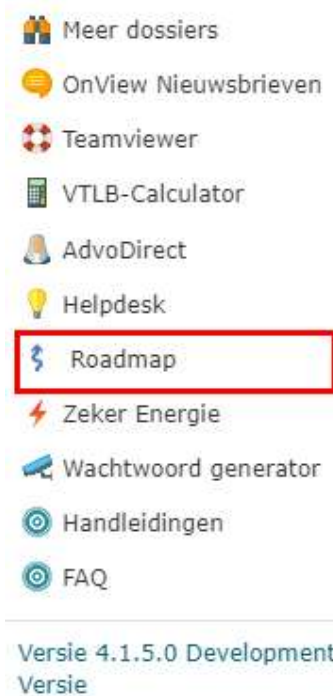 Meer dossiers
OnView Nieuwsbrieven
Teamviewer
VTLB-Calculator
AdvoDirect
Helpdesk
Roadmap
Zeker Energie
Wachtwoord generator
Handleidingen
FAQ
Versie 4.1.5.0 Development
Versie